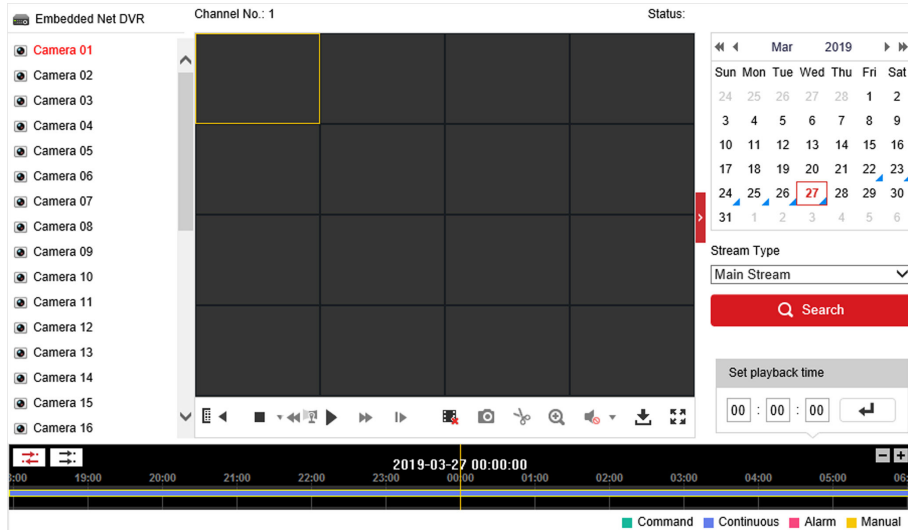 Embedded Net DVR
Channel No.: 1
Status:
Camera 01
Camera 02
Camera 03
Camera 04
Camera 05
Camera 06
Camera 07
Camera 08
Camera 09
Camera 10
Camera 11
Camera 12
Camera 13
Camera 14
Camera 15
Camera 16
Mar 2019
Sun Mon Tue Wed Thu Fri Sat
24 25 26 27 28 1 2
3 4 5 6 7 8 9
10 11 12 13 14 15 16
17 18 19 20 21 22 23
24 25 26 27 28 29 30
31 1 2 3 4 5 6
Stream Type
Main Stream
Search
Set playback time
00 : 00 : 00
2019-03-27 00:00:00
:00 19:00 20:00 21:00 22:00 23:00 00:00 01:00 02:00 03:00 04:00 05:00 06:
Command Continuous Alarm Manual